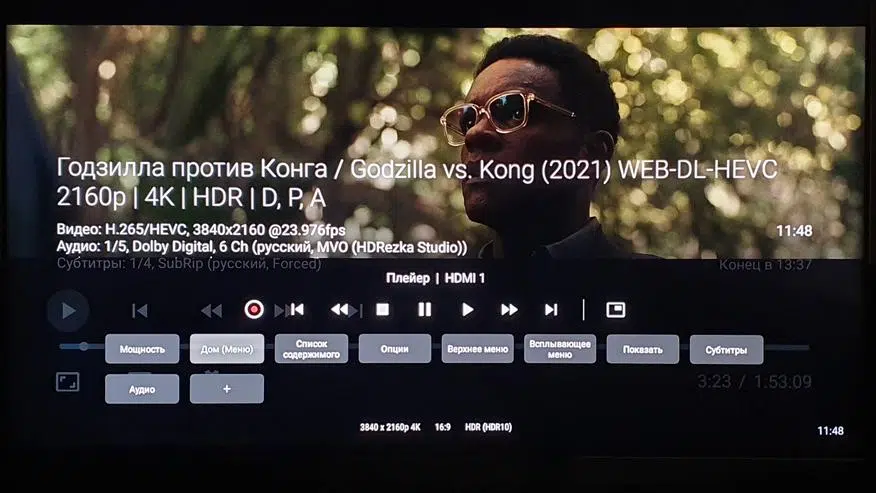 Годзилла против Конга / Godzilla vs. Kong (2021) WEB-DL-HEVC
2160p | 4K | HDR | D, P, A
Видео: H.265/HEVC, 3840x2160 @23.976fps
11:48
Аудио: 1/5, Dolby Digital, 6 Ch (русский, MVO (HDRezka Studio))
Субтитры: 1/4, SubRip (русский, Forced)
Конец в 13:37
Плейер | HDMI 1
Мощность
Дом (Меню)
Список
содержимого
Опции
Верхнее меню
Всплывающее
меню
Показать
Субтитры
Аудио
+
3:23 / 1.53:09
3840 x 2160p 4K 16:9 HDR (HDR10)
11:48